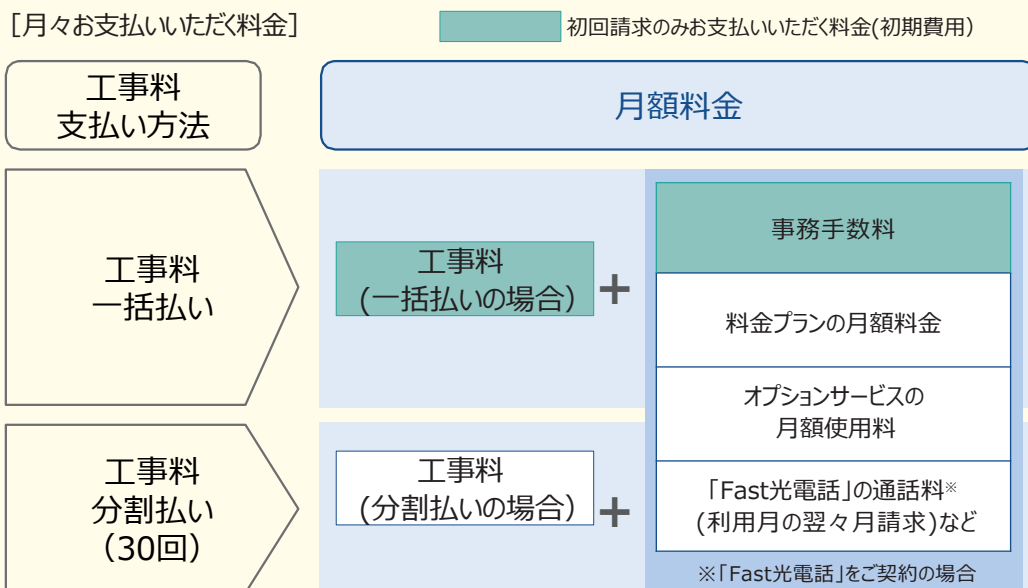 [月々お支払いいただく料金]
初回請求のみお支払いいただく料金(初期費用)
工事料
支払い方法
月額料金
工事料
一括払い
工事料
(一括払いの場合)
+
事務手数料
料金プランの月額料金
オプションサービスの
月額使用料
「Fast光電話」の通話料※
(利用月の翌々月請求)など
※「Fast光電話」をご契約の場合
工事料
分割払い
（30回）
工事料
(分割払いの場合)
+